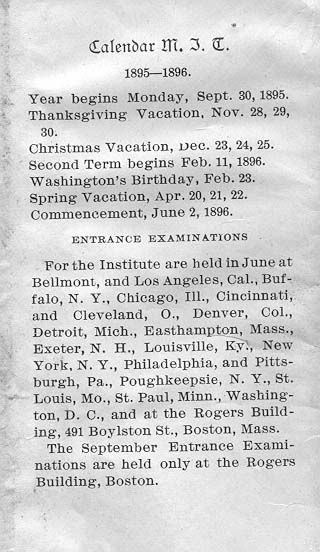 Calendar M. I. T.
1895—1896.
Year begins Monday, Sept. 30, 1895.
Thanksgiving Vacation, Nov. 28, 29,
30.
Christmas Vacation, Dec. 23, 24, 25.
Second Term begins Feb. 11, 1896.
Washington's Birthday, Feb. 23.
Spring Vacation, Apr. 20, 21, 22.
Commencement, June 2, 1896.
ENTRANCE EXAMINATIONS
For the Institute are held in June at
Bellmont, and Los Angeles, Cal., Buf-
falo, N. Y., Chicago, Ill., Cincinnati,
and Cleveland, O., Denver, Col.,
Detroit, Mich., Easthampton, Mass.,
Exeter, N. H., Louisville, Ky., New
York, N. Y., Philadelphia, and Pitts-
burgh, Pa., Poughkeepsie, N. Y., St.
Louis, Mo., St. Paul, Minn., Washing-
ton, D. C., and at the Rogers Build-
ing, 491 Boylston St., Boston, Mass.
The September Entrance Exami-
nations are held only at the Rogers
Building, Boston.